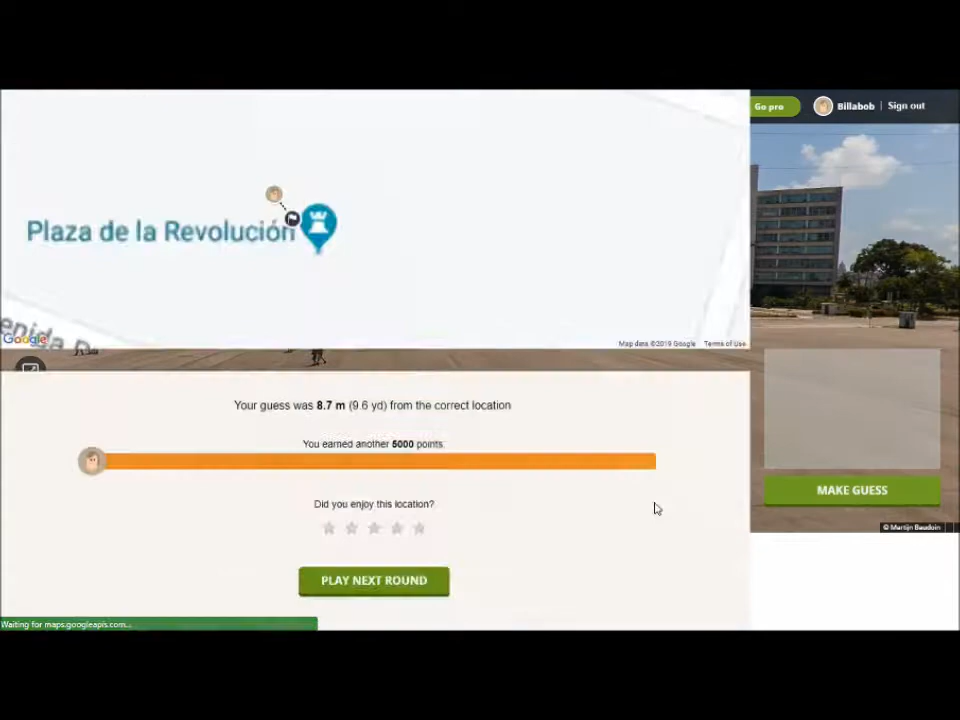 Go pro
Billabob | Sign out
Plaza de la Revolución
enida
Google
Map data ©2019 Google Terms of Use
Your guess was 8.7 m (9.6 yd) from the correct location
You earned another 5000 points.
MAKE GUESS
Did you enjoy this location?
© Martijn Baudoin
PLAY NEXT ROUND
Waiting for maps.googleapis.com...